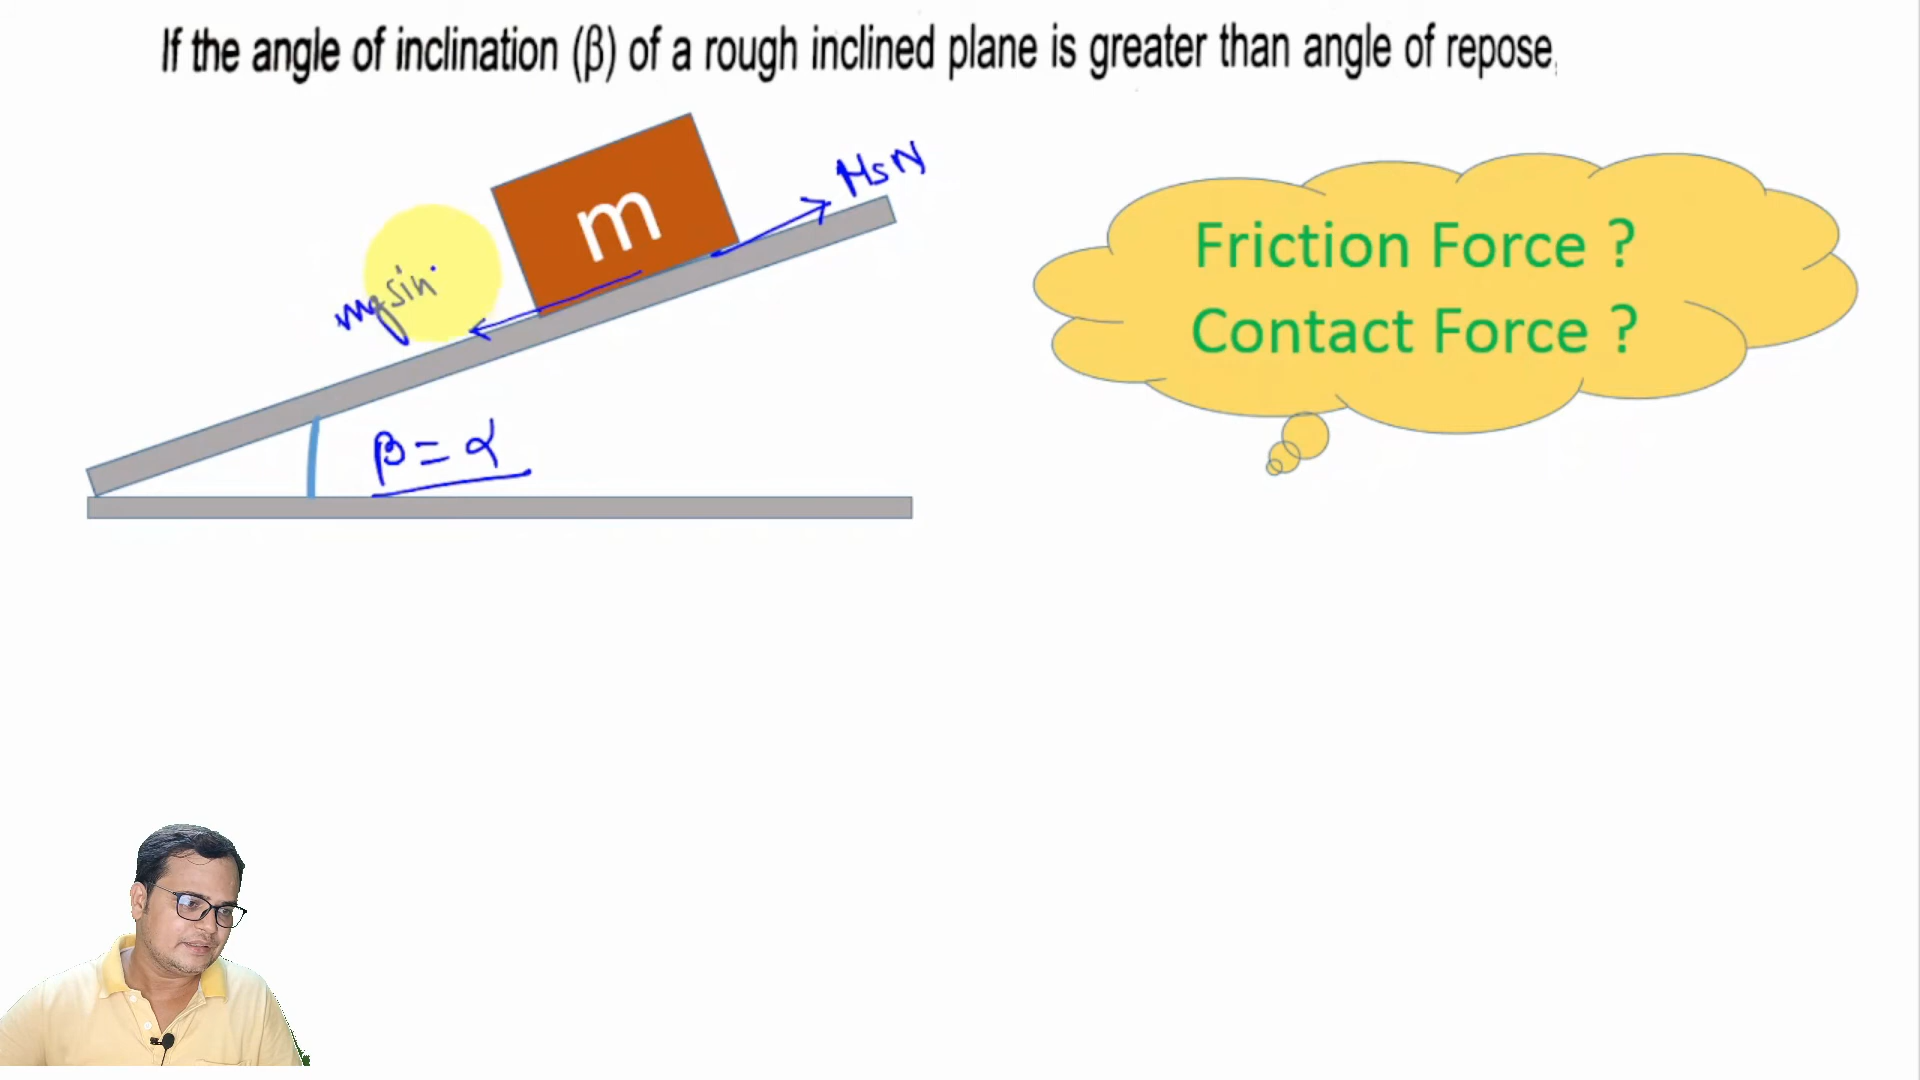 If the angle of inclination (β) of a rough inclined plane is greater than angle of repose,
μsN
m
mg sin
β = α
Friction Force ?
Contact Force ?